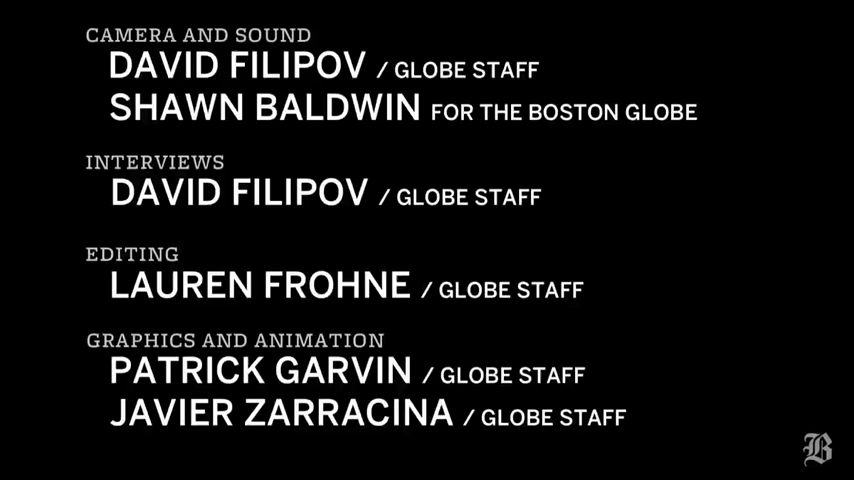 CAMERA AND SOUND
DAVID FILIPOV / GLOBE STAFF
SHAWN BALDWIN FOR THE BOSTON GLOBE
INTERVIEWS
DAVID FILIPOV / GLOBE STAFF
EDITING
LAUREN FROHNE / GLOBE STAFF
GRAPHICS AND ANIMATION
PATRICK GARVIN / GLOBE STAFF
JAVIER ZARRACINA / GLOBE STAFF
B